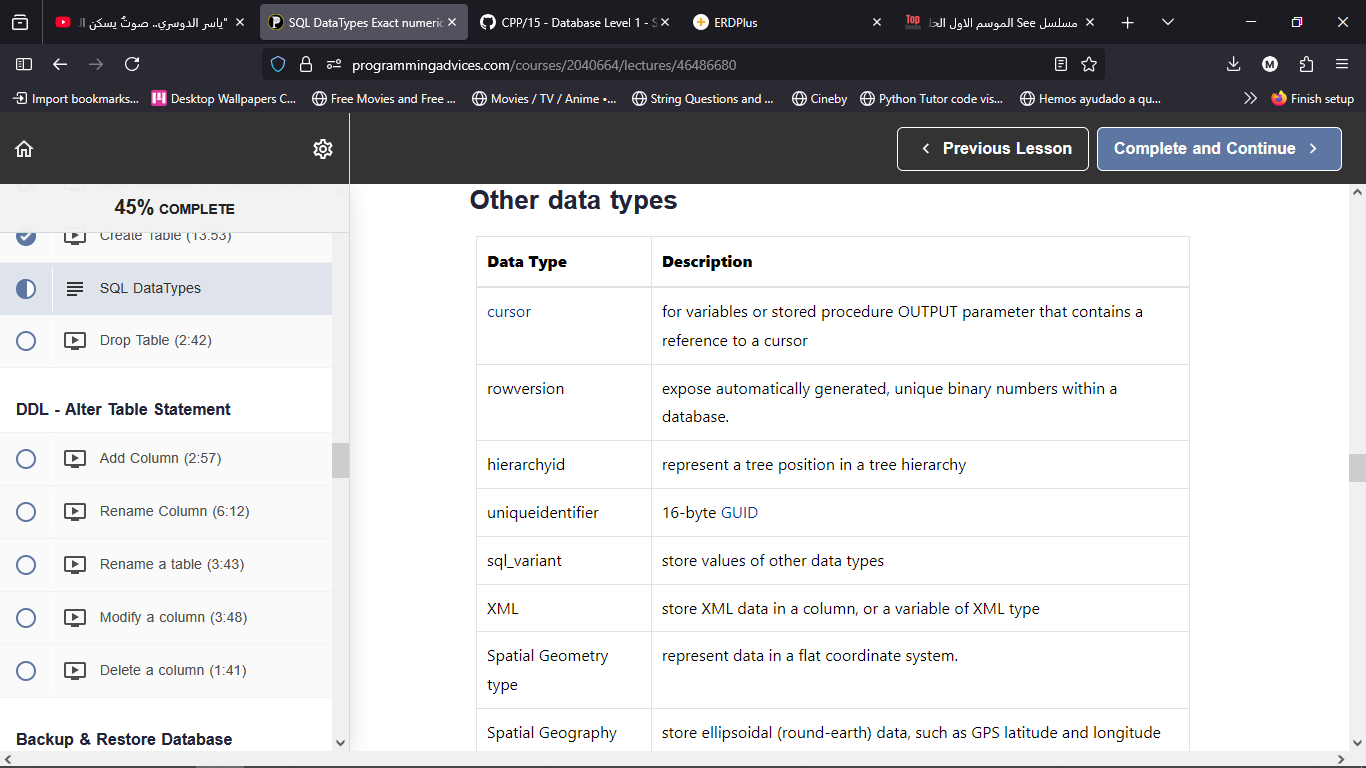 "ياسر الدوسري.. صوتٌ يسكن ال
SQL DataTypes Exact numeric
CPP/15 - Database Level 1 - S
ERDPlus
Top
مسلسل See الموسم الاول الحل
programmingadvices.com/courses/2040664/lectures/46486680
M
Import bookmarks...
Desktop Wallpapers C...
Free Movies and Free ...
Movies / TV / Anime •...
String Questions and ...
Cineby
Python Tutor code vis...
Hemos ayudado a qu...
Finish setup
Previous Lesson
Complete and Continue
45% COMPLETE
Create Table (13:53)
SQL DataTypes
Drop Table (2:42)
DDL - Alter Table Statement
Add Column (2:57)
Rename Column (6:12)
Rename a table (3:43)
Modify a column (3:48)
Delete a column (1:41)
Backup & Restore Database
Other data types
Data Type
Description
cursor
for variables or stored procedure OUTPUT parameter that contains a
reference to a cursor
rowversion
expose automatically generated, unique binary numbers within a
database.
hierarchyid
represent a tree position in a tree hierarchy
uniqueidentifier
16-byte GUID
sql_variant
store values of other data types
XML
store XML data in a column, or a variable of XML type
Spatial Geometry
type
represent data in a flat coordinate system.
Spatial Geography
store ellipsoidal (round-earth) data, such as GPS latitude and longitude